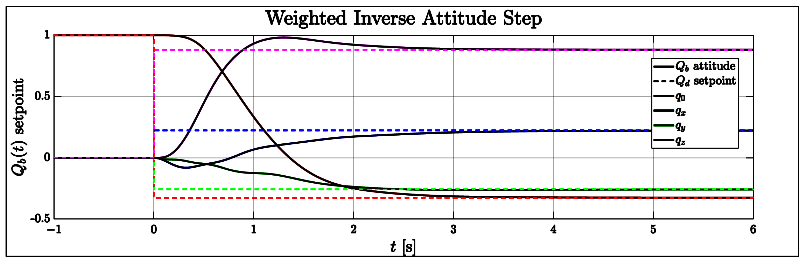 Weighted Inverse Attitude Step
Q_b(t) setpoint
1
0.5
0
-0.5
Q_b attitude
Q_d setpoint
q_0
q_x
q_y
q_z
-1 0 1 2 3 4 5 6
t [s]